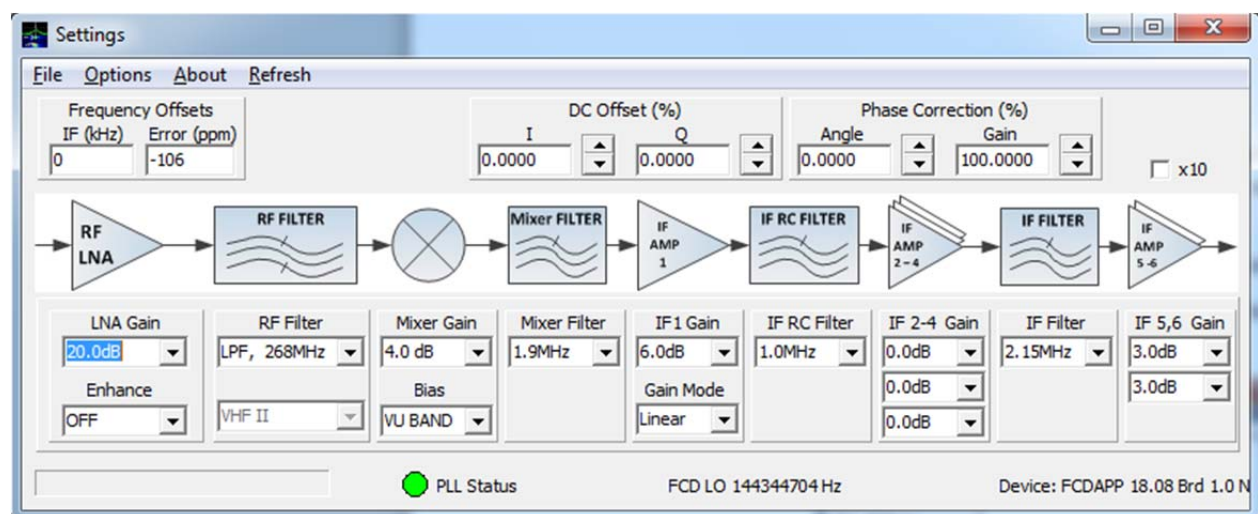 Settings
File Options About Refresh
Frequency Offsets DC Offset (%) Phase Correction (%)
IF (kHz) Error (ppm) I Q Angle Gain
0 -106 0.0000 0.0000 0.0000 100.0000 x10
RF LNA RF FILTER Mixer FILTER IF AMP 1 IF RC FILTER IF AMP 2-4 IF FILTER IF AMP 5-6
LNA Gain RF Filter Mixer Gain Mixer Filter IF1 Gain IF RC Filter IF 2-4 Gain IF Filter IF 5,6 Gain
20.0dB LPF, 268MHz 4.0 dB 1.9MHz 6.0dB 1.0MHz 0.0dB 2.15MHz 3.0dB
Enhance Bias Gain Mode 0.0dB 3.0dB
OFF VHF II VU BAND Linear 0.0dB
PLL Status FCD LO 144344704 Hz Device: FCDAPP 18.08 Brd 1.0 N